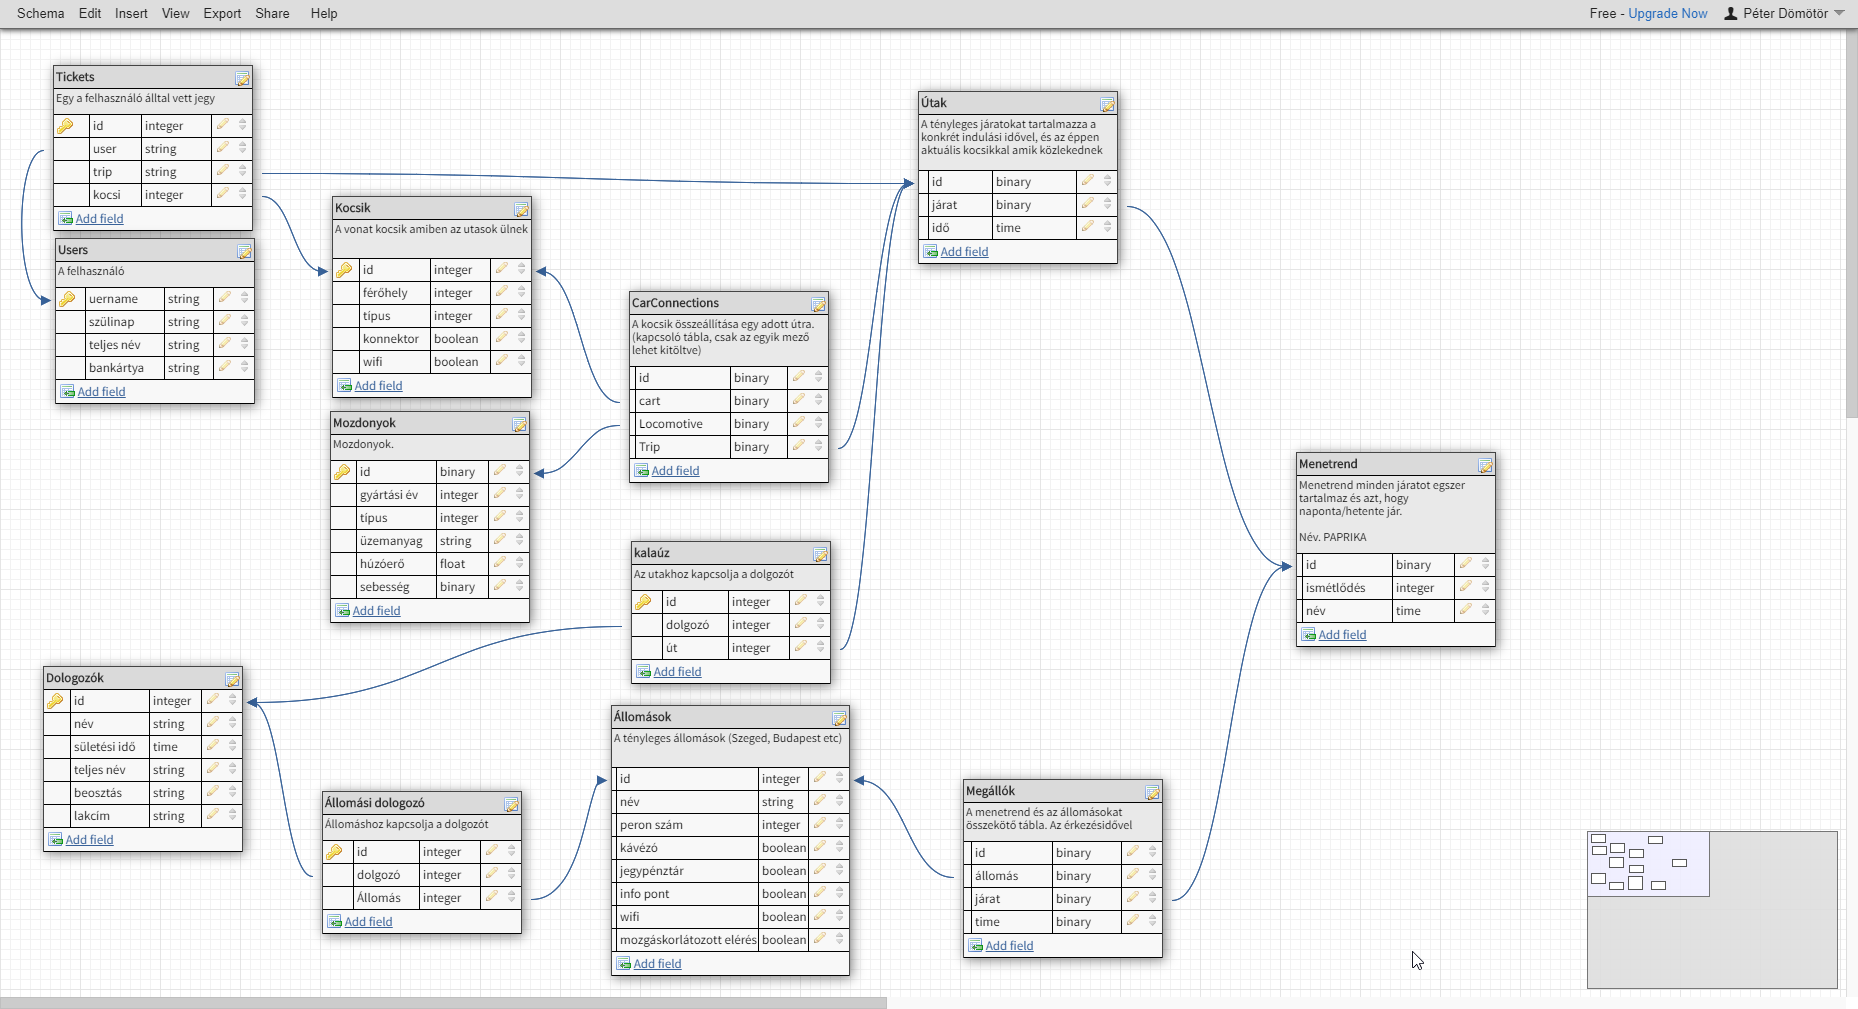 Schema Edit Insert View Export Share Help
Free - Upgrade Now Péter Dömötör
Tickets
Egy a felhasználó álltal vett jegy
id integer
user string
trip string
kocsi integer
Add field
Users
A felhasználó
uername string
szülinap string
teljes név string
bankártya string
Add field
Kocsik
A vonat kocsik amiben az utasok ülnek
id integer
férőhely integer
típus integer
konnektor boolean
wifi boolean
Add field
Mozdonyok
Mozdonyok.
id binary
gyártási év integer
típus integer
üzemanyag string
húzóerő float
sebesség binary
Add field
CarConnections
A kocsik összeállítása egy adott útra.
(kapcsoló tábla, csak az egyik mező
lehet kitöltve)
id binary
cart binary
Locomotive binary
Trip binary
Add field
kalaúz
Az utakhoz kapcsolja a dolgozót
id integer
dolgozó integer
út integer
Add field
Útak
A tényleges járatokat tartalmazza a
konkrét indulási idővel, és az éppen
aktuális kocsikkal amik közlekednek
id binary
járat binary
idő time
Add field
Menetrend
Menetrend minden járatot egszer
tartalmaz és azt, hogy
naponta/hetente jár.
Név. PAPRIKA
id binary
ismétlődés integer
név time
Add field
Dologozók
id integer
név string
sületési idő time
teljes név string
beosztás string
lakcim string
Add field
Állomási dologozó
Állomáshoz kapcsolja a dolgozót
id integer
dolgozó integer
Állomás integer
Add field
Állomások
A tényleges állomások (Szeged, Budapest etc)
id integer
név string
peron szám integer
kávézó boolean
jegypénztár boolean
info pont boolean
wifi boolean
mozgáskorlátozott elérés boolean
Add field
Megállók
A menetrend és az állomásokat
összekötő tábla. Az érkezésidővel
id binary
állomás binary
járat binary
time binary
Add field